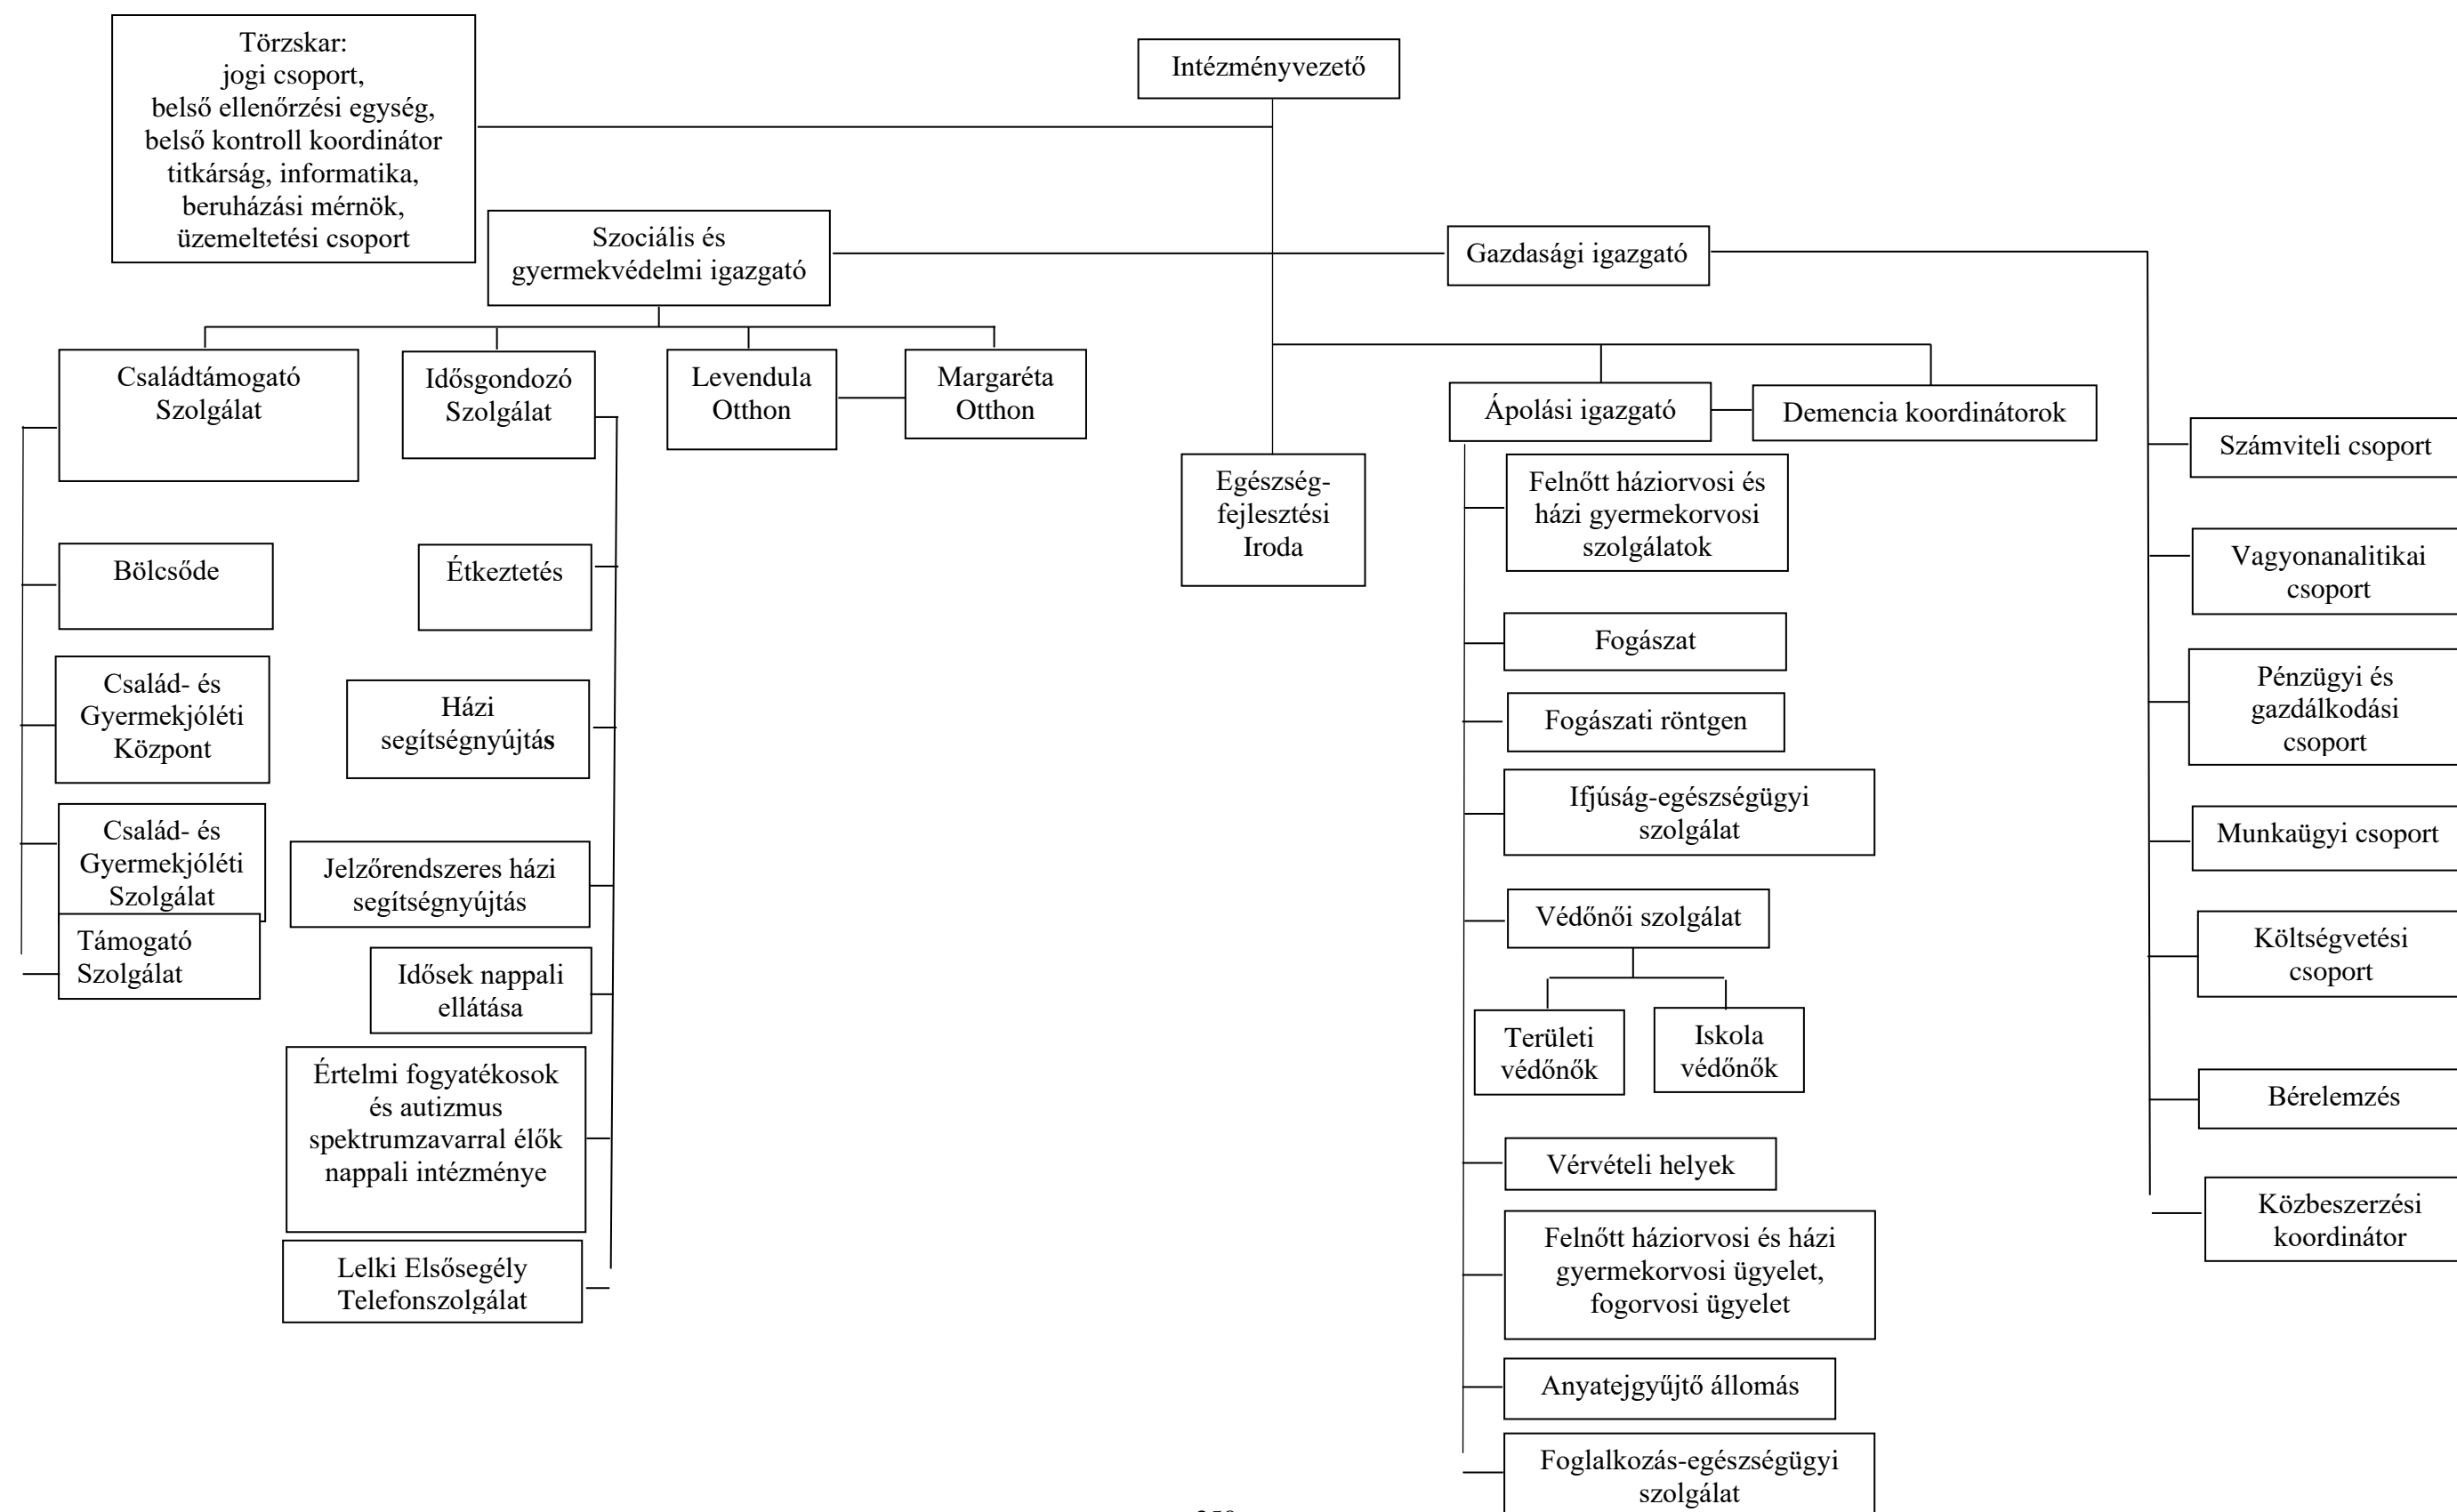 Törzskar:
jogi csoport,
belső ellenőrzési egység,
belső kontroll koordinátor
titkárság, informatika,
beruházási mérnök,
üzemeltetési csoport
Intézményvezető
Szociális és
gyermekvédelmi igazgató
Gazdasági igazgató
Családtámogató
Szolgálat
Idősgondozó
Szolgálat
Levendula
Otthon
Margaréta
Otthon
Ápolási igazgató
Demencia koordinátorok
Egészség-
fejlesztési
Iroda
Bölcsőde
Család- és
Gyermekjóléti
Központ
Család- és
Gyermekjóléti
Szolgálat
Támogató
Szolgálat
Étkeztetés
Házi
segítségnyújtás
Jelzőrendszeres házi
segítségnyújtás
Idősek nappali
ellátása
Értelmi fogyatékosok
és autizmus
spektrumzavarral élők
nappali intézménye
Lelki Elsősegély
Telefonszolgálat
Felnőtt háziorvosi és
házi gyermekorvosi
szolgálatok
Fogászat
Fogászati röntgen
Ifjúság-egészségügyi
szolgálat
Védőnői szolgálat
Területi
védőnők
Iskola
védőnők
Vérvételi helyek
Felnőtt háziorvosi és házi
gyermekorvosi ügyelet,
fogorvosi ügyelet
Anyatejgyűjtő állomás
Foglalkozás-egészségügyi
szolgálat
Számviteli csoport
Vagyonanalitikai
csoport
Pénzügyi és
gazdálkodási
csoport
Munkaügyi csoport
Költségvetési
csoport
Bérelemzés
Közbeszerzési
koordinátor